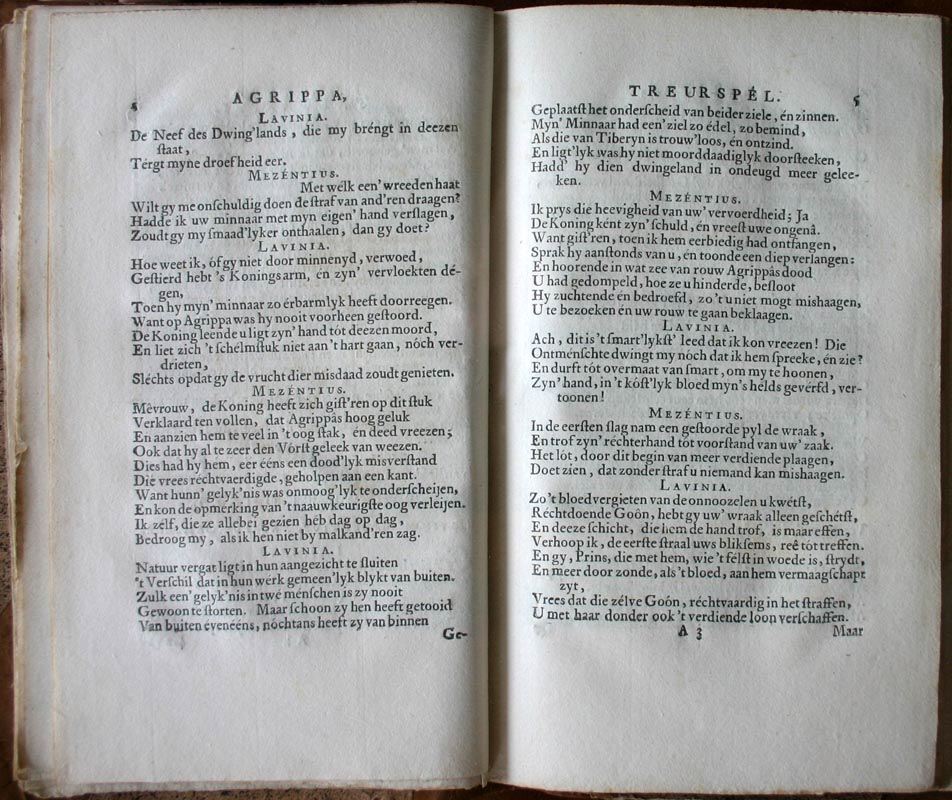 4
AGRIPPA,
LAVINIA.
De Neef des Dwing'lands, die my bréngt in deezen
ſtaat,
Térgt myne droefheid eer.
MEZÉNTIUS.
Met wélk een' wreeden haat
Wilt gy me onſchuldig doen de ſtraf van and'ren draagen?
Hadde ik uw minnaar met myn eigen' hand verſlagen,
Zoudt gy my ſmaad'lyker onthaalen, dan gy doet?
LAVINIA.
Hoe weet ik, óf gy niet door minnenyd, verwoed,
Geſtierd hebt 's Konings arm, én zyn' vervloekten dé-
gen,
Toen hy myn' minnaar zo érbarmlyk heeft doorreegen.
Want op Agrippa was hy nooit voorheen geſtoord.
De Koning leende u ligt zyn' hand tót deezen moord,
En liet zich 't ſchélmſtuk niet aan 't hart gaan, nóch ver-
drieten,
Sléchts opdat gy de vrucht dier misdaad zoudt genieten.
MEZÉNTIUS.
Mêvrouw, de Koning heeft zich giſt'ren op dit ſtuk
Verklaard ten vollen, dat Agrippâs hoog geluk
En aanzien hem te veel in 't oog ſtak, én deed vreezen;
Ook dat hy al te zeer den Vórſt geleek van weezen.
Dies had hy hem, eer ééns een dood'lyk misverſtand
Die vrees réchtvaerdigde, geholpen aan een kant.
Want hunn' gelyk'nis was onmoog'lyk te onderſcheijen,
En kon de opmerking van 't naauwkeurigſte oog verleijen.
Ik zélf, die ze allebei gezien héb dag op dag,
Bedroog my, als ik hen niet by malkand'ren zag.
LAVINIA.
Natuur vergat ligt in hun aangezicht te ſluiten
't Verſchil dat in hun wérk gemeen'lyk blykt van buiten.
Zulk een' gelyk'nis in twé ménſchen is zy nooit
Gewoon te ſtorten. Maar ſchoon zy hen heeft getooid
Van buiten éveneens, nóchtans heeft zy van binnen
Ge-
TREURSPÉL.
5
Geplaatſt het onderſcheid van beider ziele, én zinnen.
Myn' Minnaar had een' ziel zo édel, zo bemind,
Als die van Tiberyn is trouw'loos, én ontzind.
En ligt'lyk was hy niet moorddaadiglyk doorſteeken,
Hadd' hy dien dwingeland in ondeugd meer gelee-
ken.
MEZÉNTIUS.
Ik prys die heevigheid van uw' vervoerdheid; Ja
De Koningként zyn' ſchuld, én vreeſt uwe ongenâ.
Want giſt'ren, toen ik hem eerbiedig had ontfangen,
Sprak hy aanſtonds van u, én toonde een diep verlangen:
En hoorende in wat zee van rouw Agrippâs dood
U had gedompeld, hoe ze u hinderde, beſloot
Hy zuchtende én bedroefd, zo 't u niet mogt mishaagen,
U te bezoeken én uw rouw te gaan beklaagen.
LAVINIA.
Ach, dit is 't ſmart'lykſt' leed dat ik kon vreezen! Die
Ontménſchte dwingt my nóch dat ik hem ſpreeke, én zie?
En durft tót overmaat van ſmart, om my te hoonen,
Zyn' hand, in 't kóſt'lyk bloed myn's hélds gevérfd, ver-
toonen!
MEZÉNTIUS.
In de eerſten ſlag nam een geſtoorde pyl de wraak,
En trof zyn' réchterhand tót voorſtand van uw' zaak.
Het lót, door dit begin van meer verdiende plaagen,
Doet zien, dat zonder ſtraf u niemand kan mishaagen.
LAVINIA.
Zo 't bloedvergieten van de onnoozelen u kwétſt,
Réchtdoende Goôn, hebt gy uw' wraak alleen geſchétſt,
En deeze ſchicht, die hem de hand trof, is maar effen,
Verhoop ik, de eerſte ſtraal uws blikſems, reê tót treffen.
En gy, Prins, die met hem, wie 't félſt in woede is, ſtrydt,
En meer door zonde, als 't bloed, aan hem vermaagſchapt
zyt,
Vrees dat die zélve Goôn, réchtvaardig in het ſtraffen,
U met haar donder ook 't verdiende loon verſchaffen.
A 3
Maar